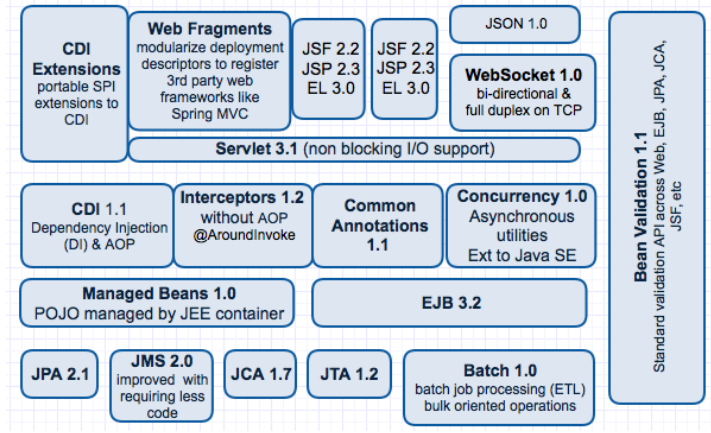 CDI
Extensions
portable SPI
extensions to
CDI
Web Fragments
modularize deployment
descriptors to register
3rd party web
frameworks like
Spring MVC
JSF 2.2
JSP 2.3
EL 3.0
JSF 2.2
JSP 2.3
EL 3.0
JSON 1.0
WebSocket 1.0
bi-directional &
full duplex on TCP
Servlet 3.1 (non blocking I/O support)
CDI 1.1
Dependency Injection
(DI) & AOP
Interceptors 1.2
without AOP
@AroundInvoke
Common
Annotations
1.1
Concurrency 1.0
Asynchronous
utilities
Ext to Java SE
Managed Beans 1.0
POJO managed by JEE container
EJB 3.2
JPA 2.1
JMS 2.0
improved with
requiring less
code
JCA 1.7
JTA 1.2
Batch 1.0
batch job processing (ETL)
bulk oriented operations
Bean Validation 1.1
Standard validation API across Web, EJB, JPA, JCA,
JSF, etc